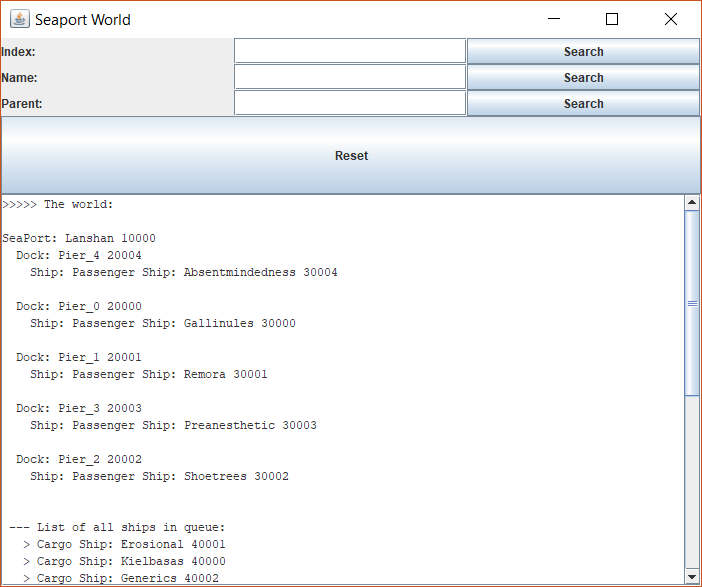 Seaport World
Index: Search
Name: Search
Parent: Search
Reset
>>>>> The world:
SeaPort: Lanshan 10000
Dock: Pier_4 20004
Ship: Passenger Ship: Absentmindedness 30004
Dock: Pier_0 20000
Ship: Passenger Ship: Gallinules 30000
Dock: Pier_1 20001
Ship: Passenger Ship: Remora 30001
Dock: Pier_3 20003
Ship: Passenger Ship: Preanesthetic 30003
Dock: Pier_2 20002
Ship: Passenger Ship: Shoetrees 30002
--- List of all ships in queue:
> Cargo Ship: Erosional 40001
> Cargo Ship: Kielbasas 40000
> Cargo Ship: Generics 40002